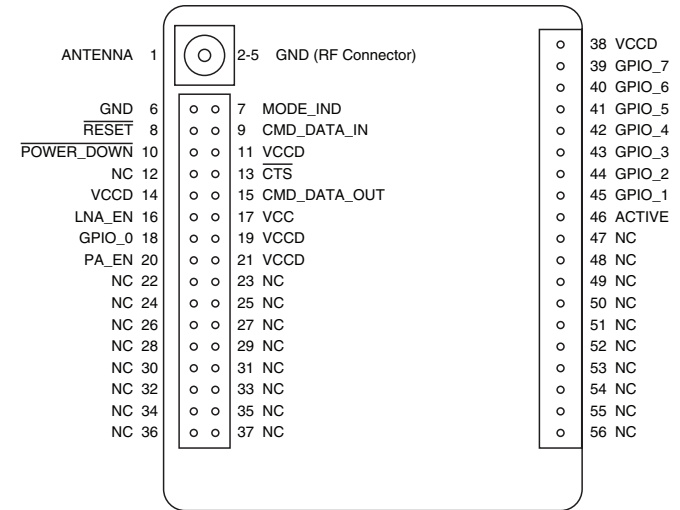 ANTENNA 1 2-5 GND (RF Connector)
GND 6 7 MODE_IND
RESET 8 9 CMD_DATA_IN
POWER_DOWN 10 11 VCCD
NC 12 13 CTS
VCCD 14 15 CMD_DATA_OUT
LNA_EN 16 17 VCC
GPIO_0 18 19 VCCD
PA_EN 20 21 VCCD
NC 22 23 NC
NC 24 25 NC
NC 26 27 NC
NC 28 29 NC
NC 30 31 NC
NC 32 33 NC
NC 34 35 NC
NC 36 37 NC
38 VCCD
39 GPIO_7
40 GPIO_6
41 GPIO_5
42 GPIO_4
43 GPIO_3
44 GPIO_2
45 GPIO_1
46 ACTIVE
47 NC
48 NC
49 NC
50 NC
51 NC
52 NC
53 NC
54 NC
55 NC
56 NC